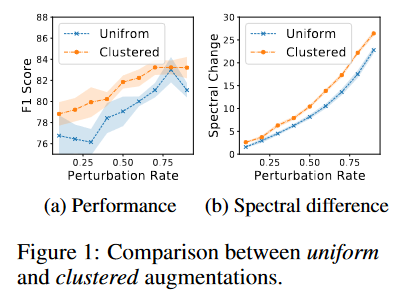 88
86
84
82
80
78
76
F1 Score
Unifrom
Clustered
0.25 0.50 0.75
Perturbation Rate
(a) Performance
30
25
20
15
10
5
0
Spectral Change
Uniform
Clustered
0.25 0.50 0.75
Perturbation Rate
(b) Spectral difference
Figure 1: Comparison between uniform
and clustered augmentations.